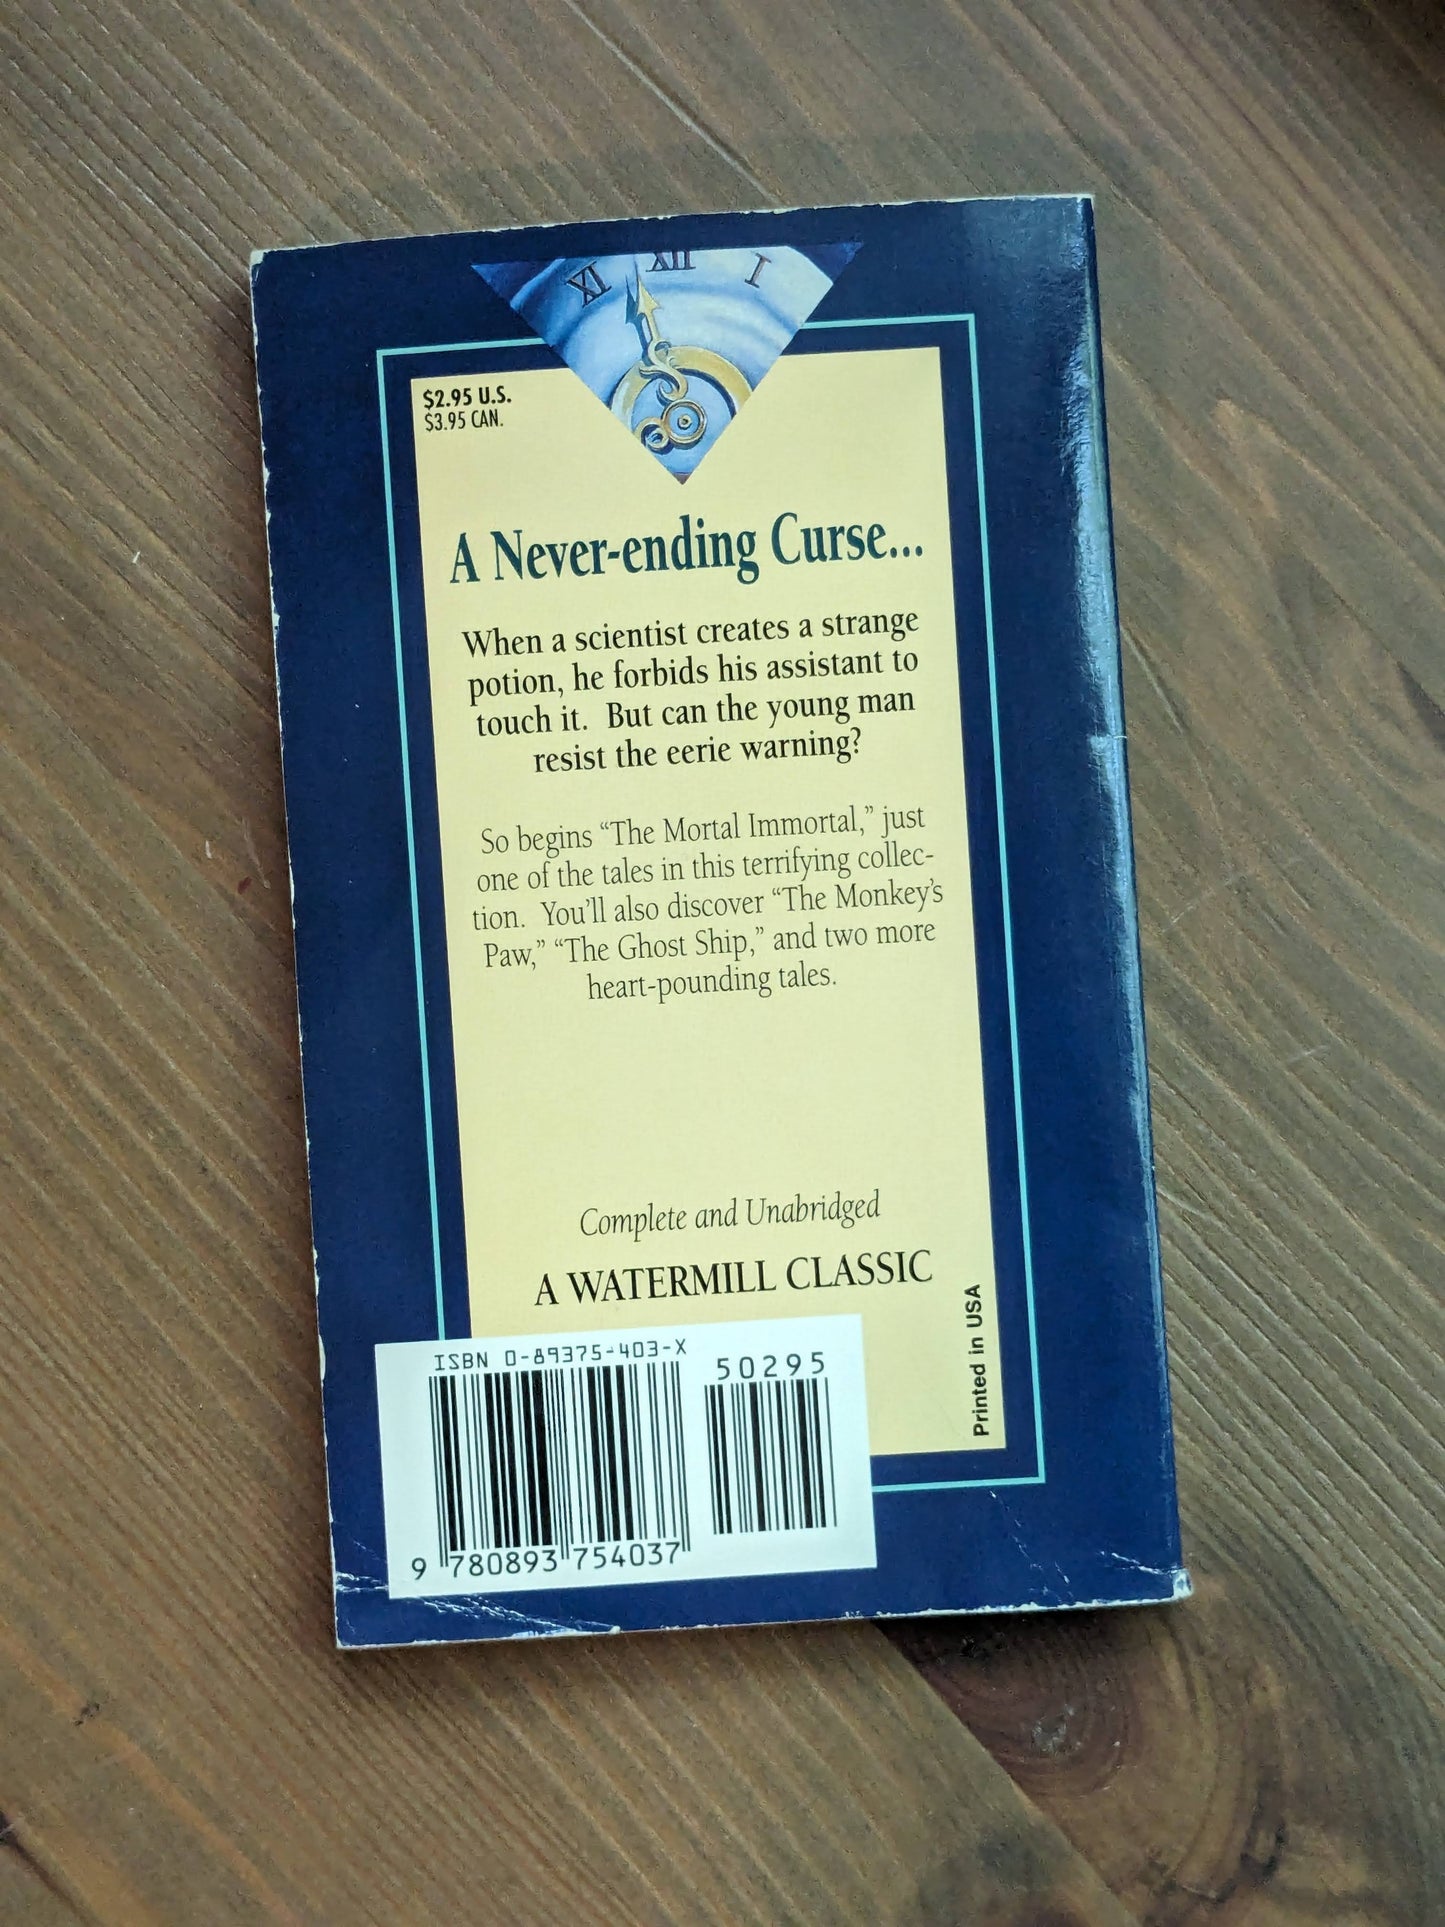 XI XII I
$2.95 U.S.
$3.95 CAN.
A Never-ending Curse...
When a scientist creates a strange
potion, he forbids his assistant to
touch it. But can the young man
resist the eerie warning?
So begins “The Mortal Immortal,” just
one of the tales in this terrifying collec-
tion. You’ll also discover “The Monkey’s
Paw,” “The Ghost Ship,” and two more
heart-pounding tales.
Complete and Unabridged
A WATERMILL CLASSIC
Printed in USA
ISBN 0-89375-403-X
50295
9 780893 754037